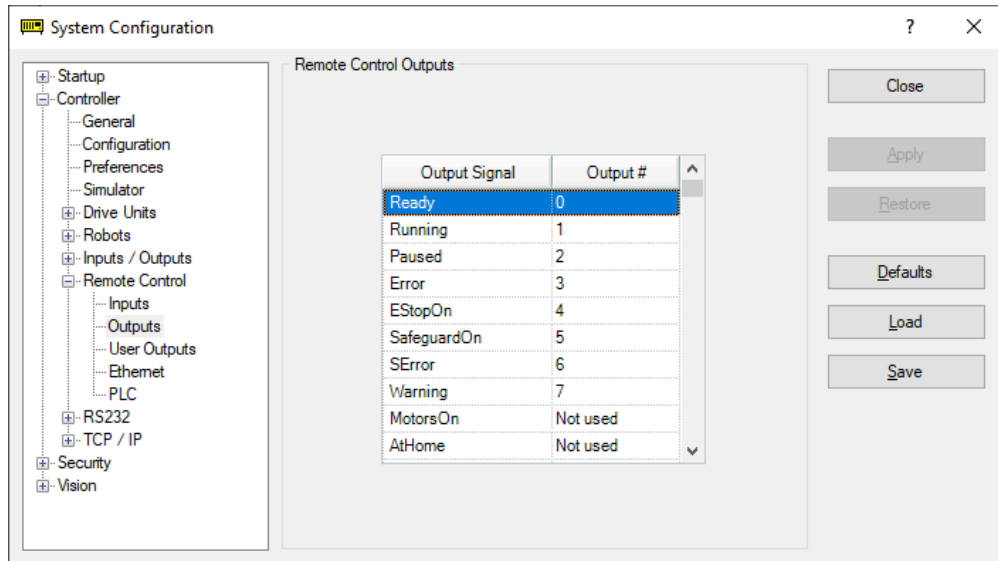 System Configuration
?
Startup
Controller
General
Configuration
Preferences
Simulator
Drive Units
Robots
Inputs / Outputs
Remote Control
Inputs
Outputs
User Outputs
Ethernet
PLC
RS232
TCP / IP
Security
Vision
Remote Control Outputs
Output Signal Output #
Ready 0
Running 1
Paused 2
Error 3
EStopOn 4
SafeguardOn 5
SError 6
Warning 7
MotorsOn Not used
AtHome Not used
Close
Apply
Restore
Defaults
Load
Save